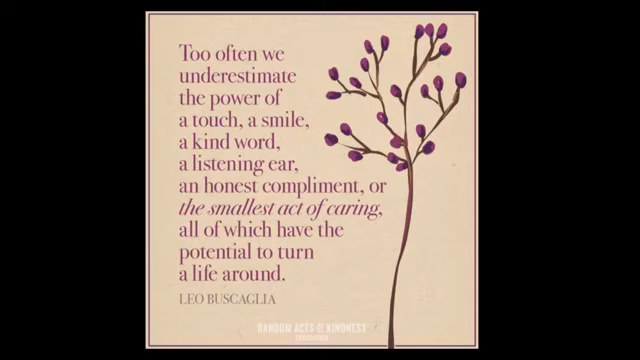 Too often we
underestimate
the power of
a touch, a smile,
a kind word,
a listening ear,
an honest compliment, or
the smallest act of caring,
all of which have the
potential to turn
a life around.
LEO BUSCAGLIA
RANDOM ACTS of KINDNESS
FOUNDATION